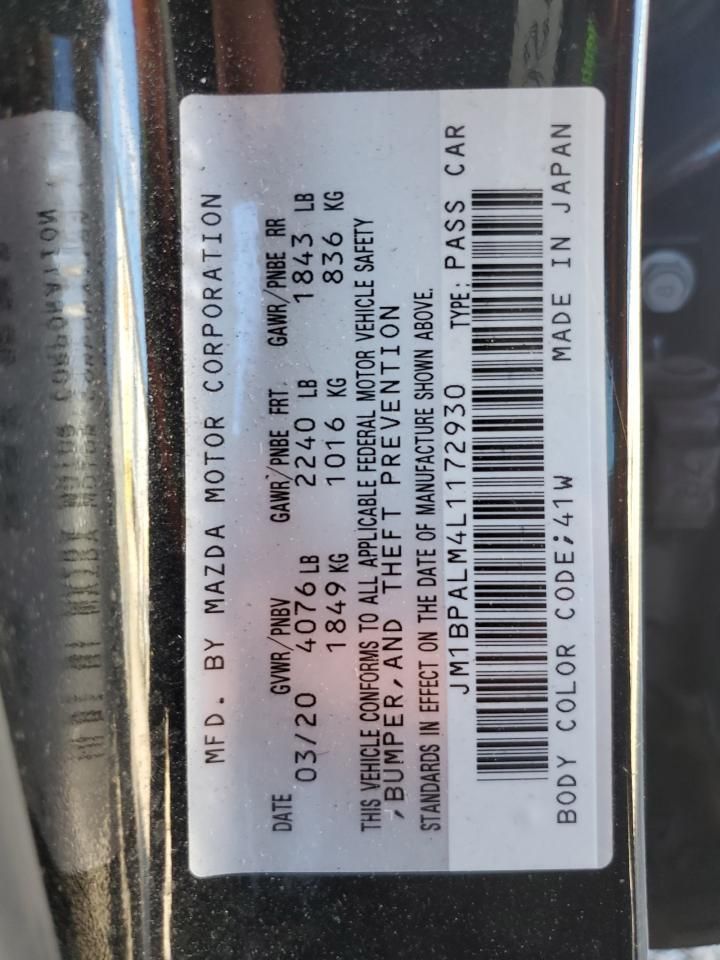 MFD. BY MAZDA MOTOR CORPORATION
DATE GVWR/PNBV GAWR/PNBE FRT. GAWR/PNBE RR
03/20 4076 LB 2240 LB 1843 LB
1849 KG 1016 KG 836 KG
THIS VEHICLE CONFORMS TO ALL APPLICABLE FEDERAL MOTOR VEHICLE SAFETY
,BUMPER,AND THEFT PREVENTION
STANDARDS IN EFFECT ON THE DATE OF MANUFACTURE SHOWN ABOVE.
JM1BPALM4L1172930 TYPE: PASS CAR
BODY COLOR CODE;41W MADE IN JAPAN